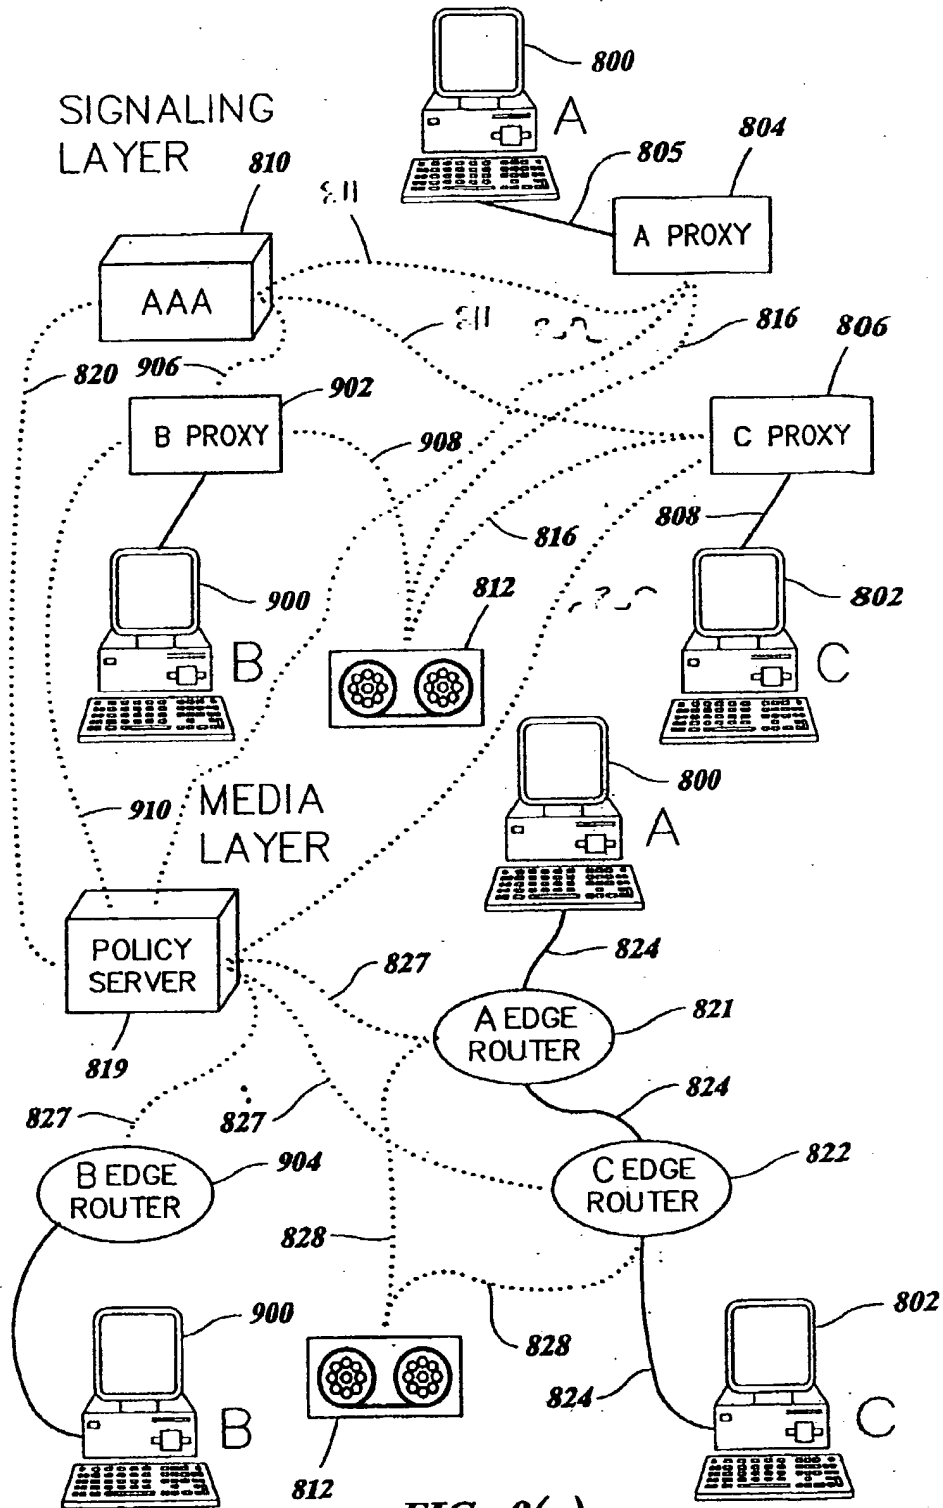 800
SIGNALING
LAYER
A
804
810
805
A PROXY
AAA
816
806
820
906
902
B PROXY
908
C PROXY
808
816
900
812
802
B
C
800
910
MEDIA
LAYER
A
POLICY
SERVER
827
824
A EDGE
ROUTER
821
819
824
827
827
904
822
B EDGE
ROUTER
C EDGE
ROUTER
828
900
802
828
824
B
C
812